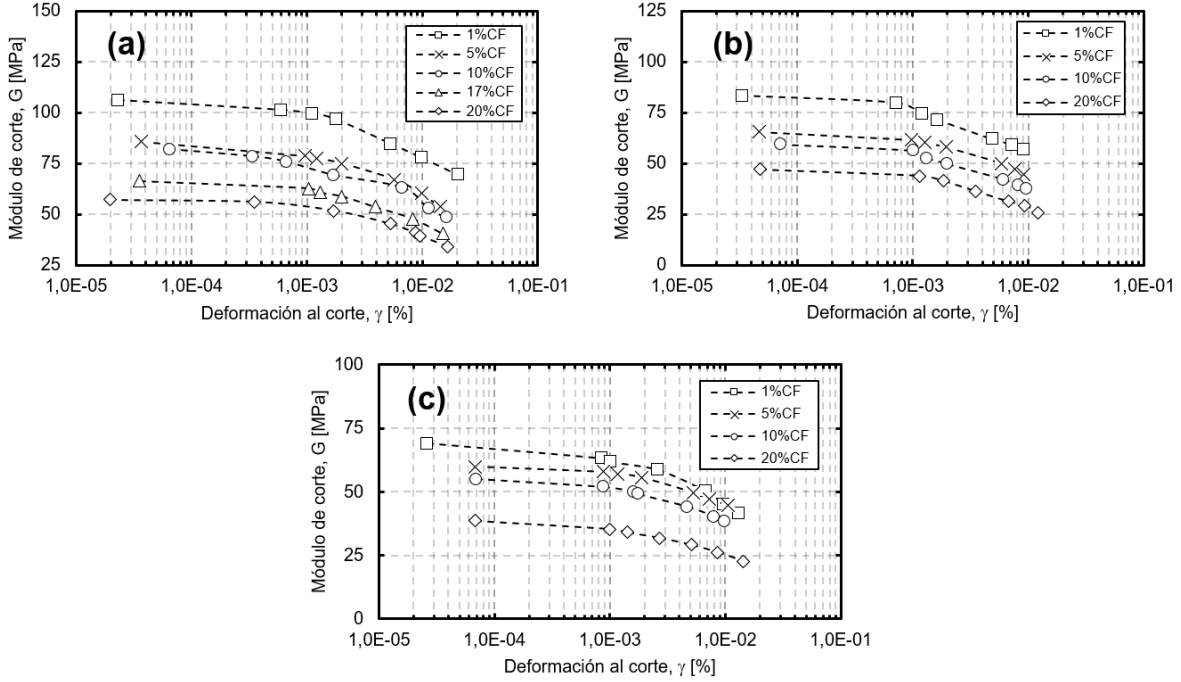 (a)
Módulo de corte, G [MPa]
150
125
100
75
50
25
1%CF
5%CF
10%CF
17%CF
20%CF
1,0E-05
1,0E-04
1,0E-03
1,0E-02
1,0E-01
Deformación al corte, γ [%]
(b)
Módulo de corte, G [MPa]
125
100
75
50
25
0
1%CF
5%CF
10%CF
20%CF
1,0E-05
1,0E-04
1,0E-03
1,0E-02
1,0E-01
Deformación al corte, γ [%]
(c)
Módulo de corte, G [MPa]
100
75
50
25
0
1%CF
5%CF
10%CF
20%CF
1,0E-05
1,0E-04
1,0E-03
1,0E-02
1,0E-01
Deformación al corte, γ [%]